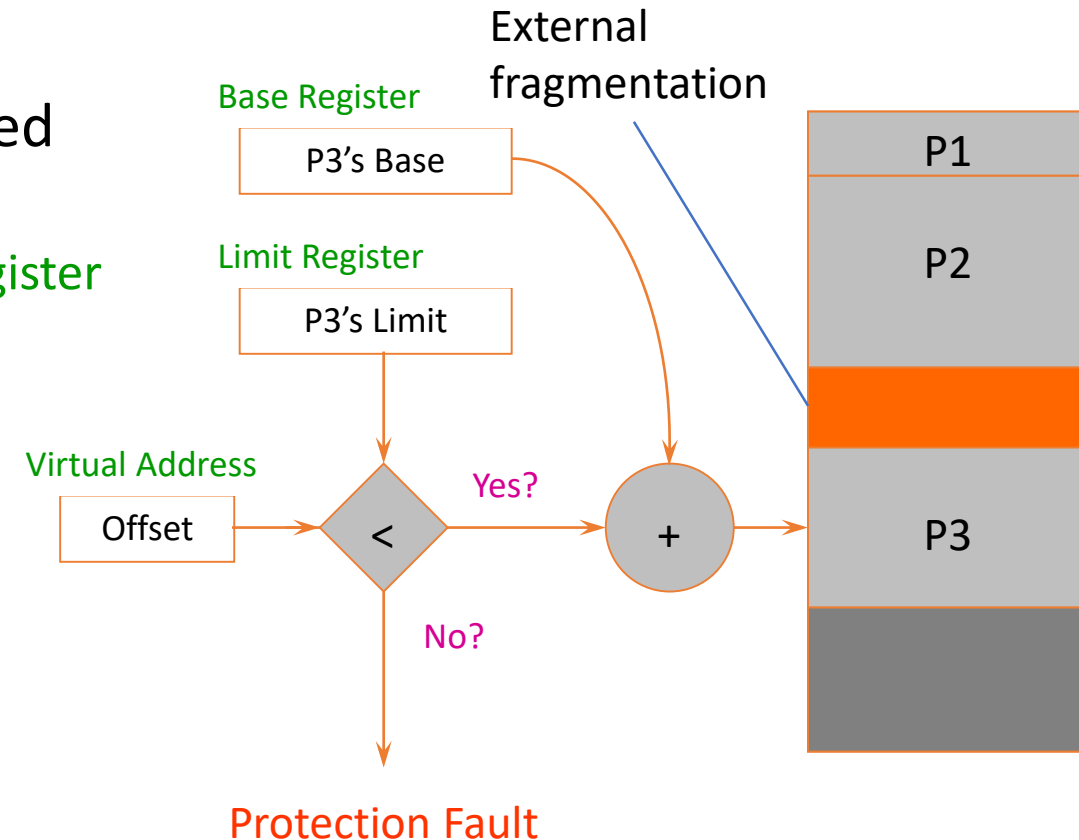 External
fragmentation
ed
Base Register
P3's Base
gister
Limit Register
P3's Limit
Virtual Address
Offset
<
Yes?
+
No?
Protection Fault
P1
P2
P3